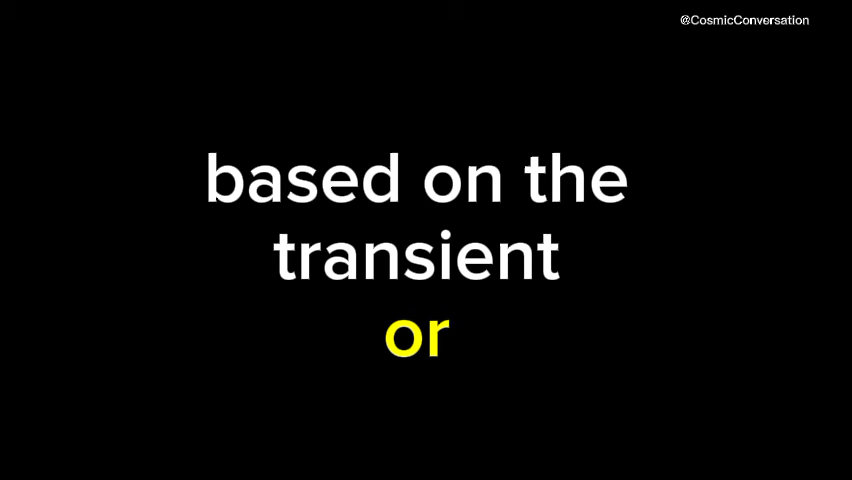 @CosmicConversation
based on the
transient
or